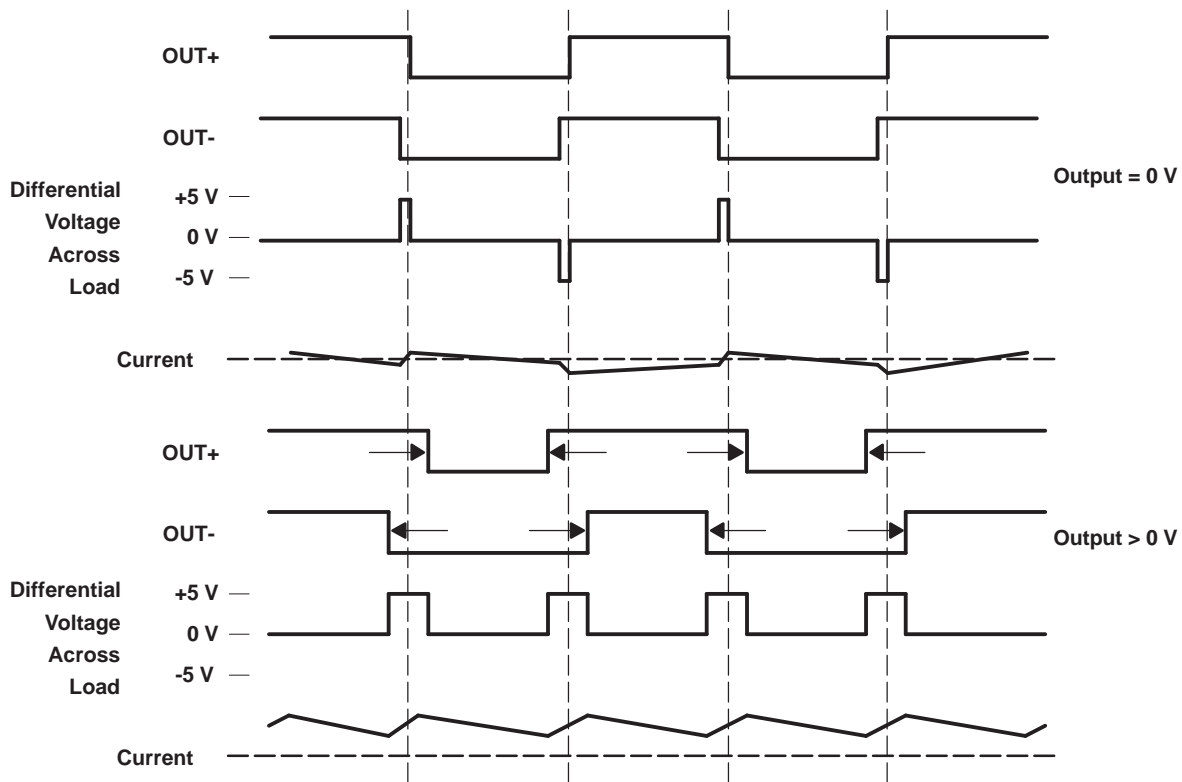 OUT+
OUT-
Output = 0 V
Differential
Voltage
Across
Load
+5 V
0 V
-5 V
Current
OUT+
OUT-
Output > 0 V
Differential
Voltage
Across
Load
+5 V
0 V
-5 V
Current